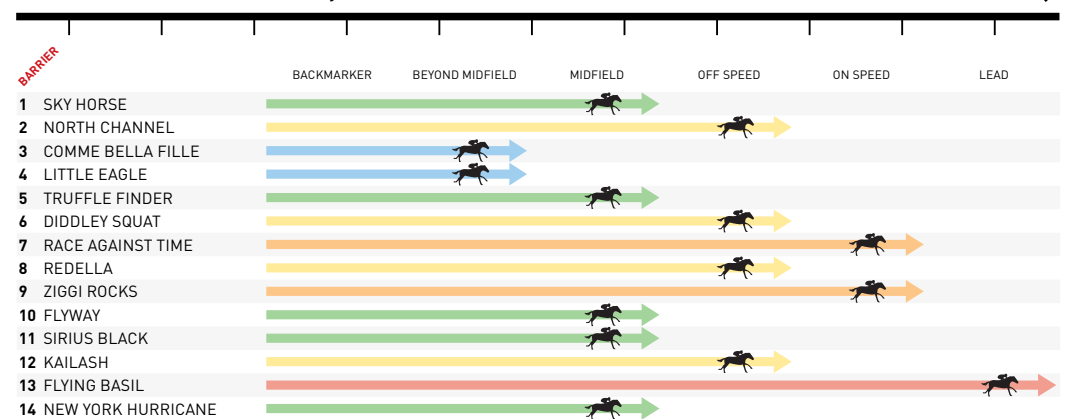 BARRIER
BACKMARKER BEYOND MIDFIELD MIDFIELD OFF SPEED ON SPEED LEAD
1 SKY HORSE
2 NORTH CHANNEL
3 COMME BELLA FILLE
4 LITTLE EAGLE
5 TRUFFLE FINDER
6 DIDDLEY SQUAT
7 RACE AGAINST TIME
8 REDELLA
9 ZIGGI ROCKS
10 FLYWAY
11 SIRIUS BLACK
12 KAILASH
13 FLYING BASIL
14 NEW YORK HURRICANE